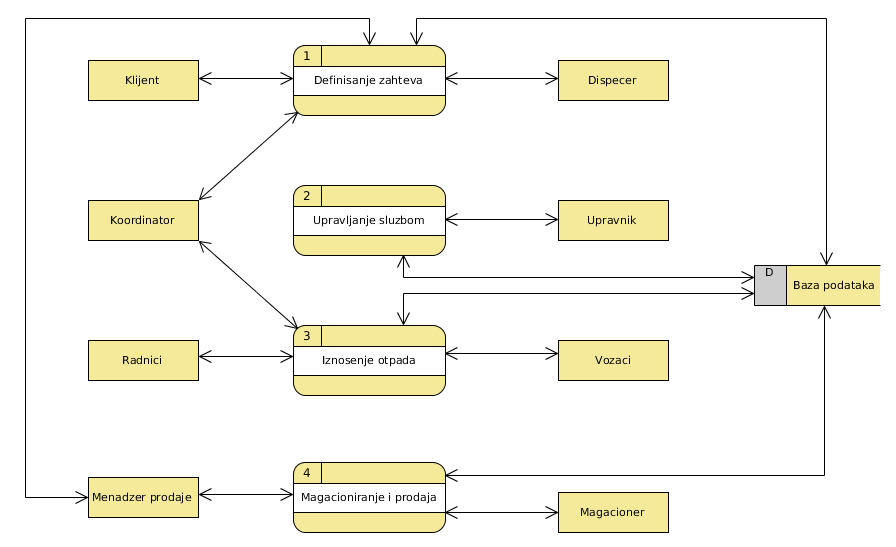 1
Klijent
Definisanje zahteva
Dispecer
2
Koordinator
Upravljanje sluzbom
Upravnik
D
Baza podataka
3
Radnici
Iznosenje otpada
Vozaci
4
Menadzer prodaje
Magacioniranje i prodaja
Magacioner